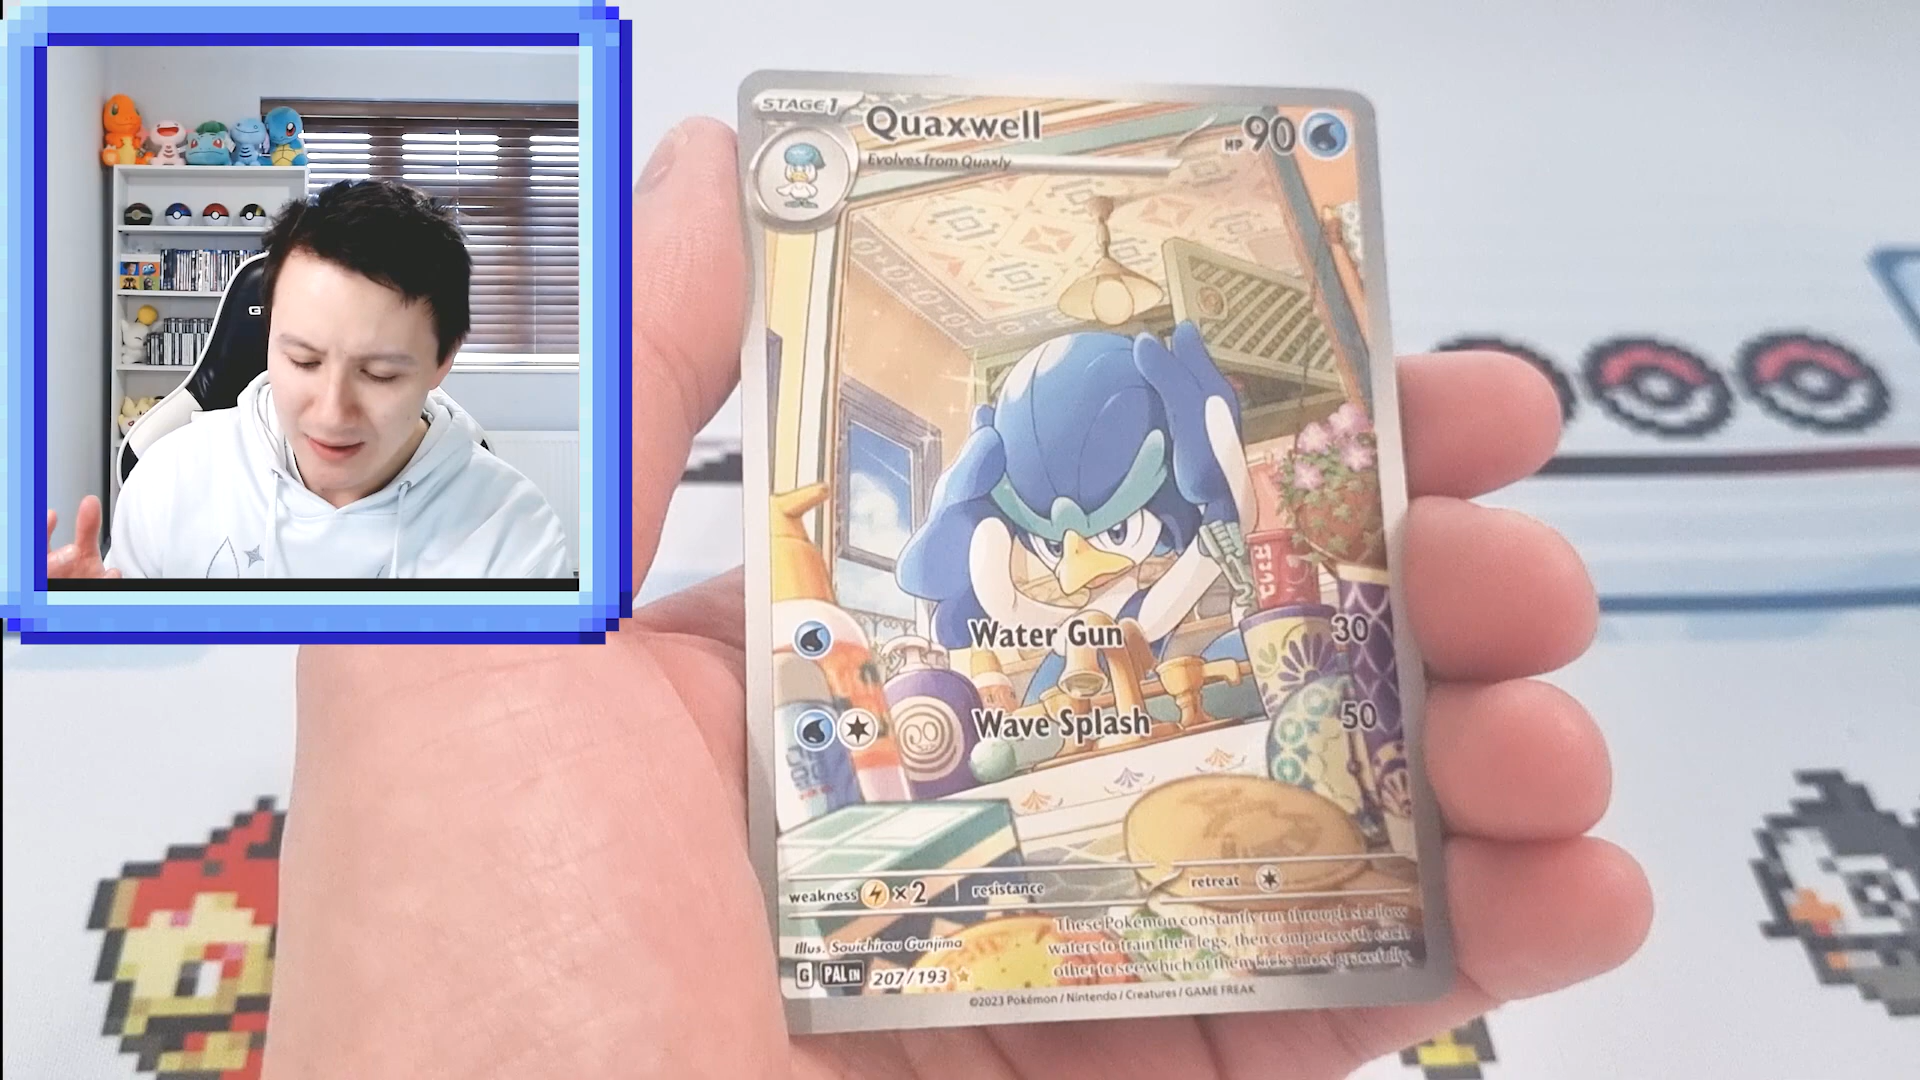 STAGE 1
Quaxwell
HP 90
Evolves from Quaxly
Water Gun 30
Wave Splash 50
weakness ×2 resistance retreat
These Pokémon constantly run through shallow
waters to train their legs, then compete with each
other to see which of them kicks most gracefully.
Illus. Souichirou Gunjima
G PAL EN 207/193
©2023 Pokémon / Nintendo / Creatures / GAME FREAK